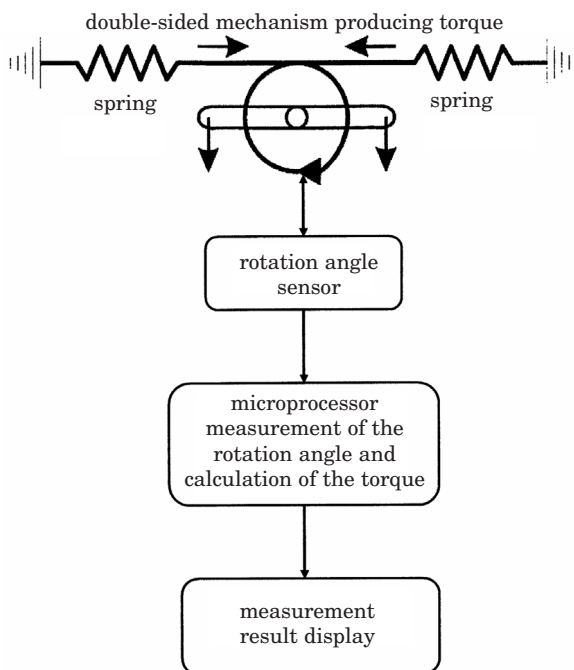 double-sided mechanism producing torque
spring
spring
rotation angle
sensor
microprocessor
measurement of the
rotation angle and
calculation of the torque
measurement
result display